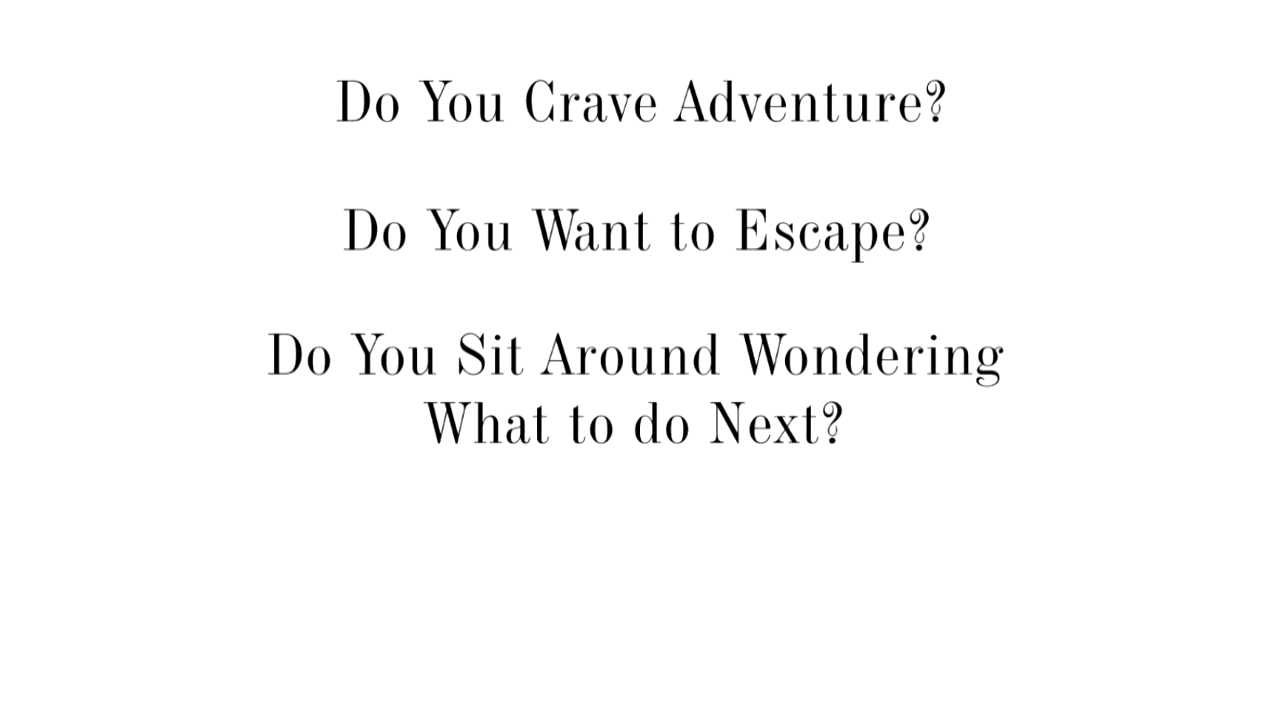 Do You Crave Adventure?
Do You Want to Escape?
Do You Sit Around Wondering
What to do Next?